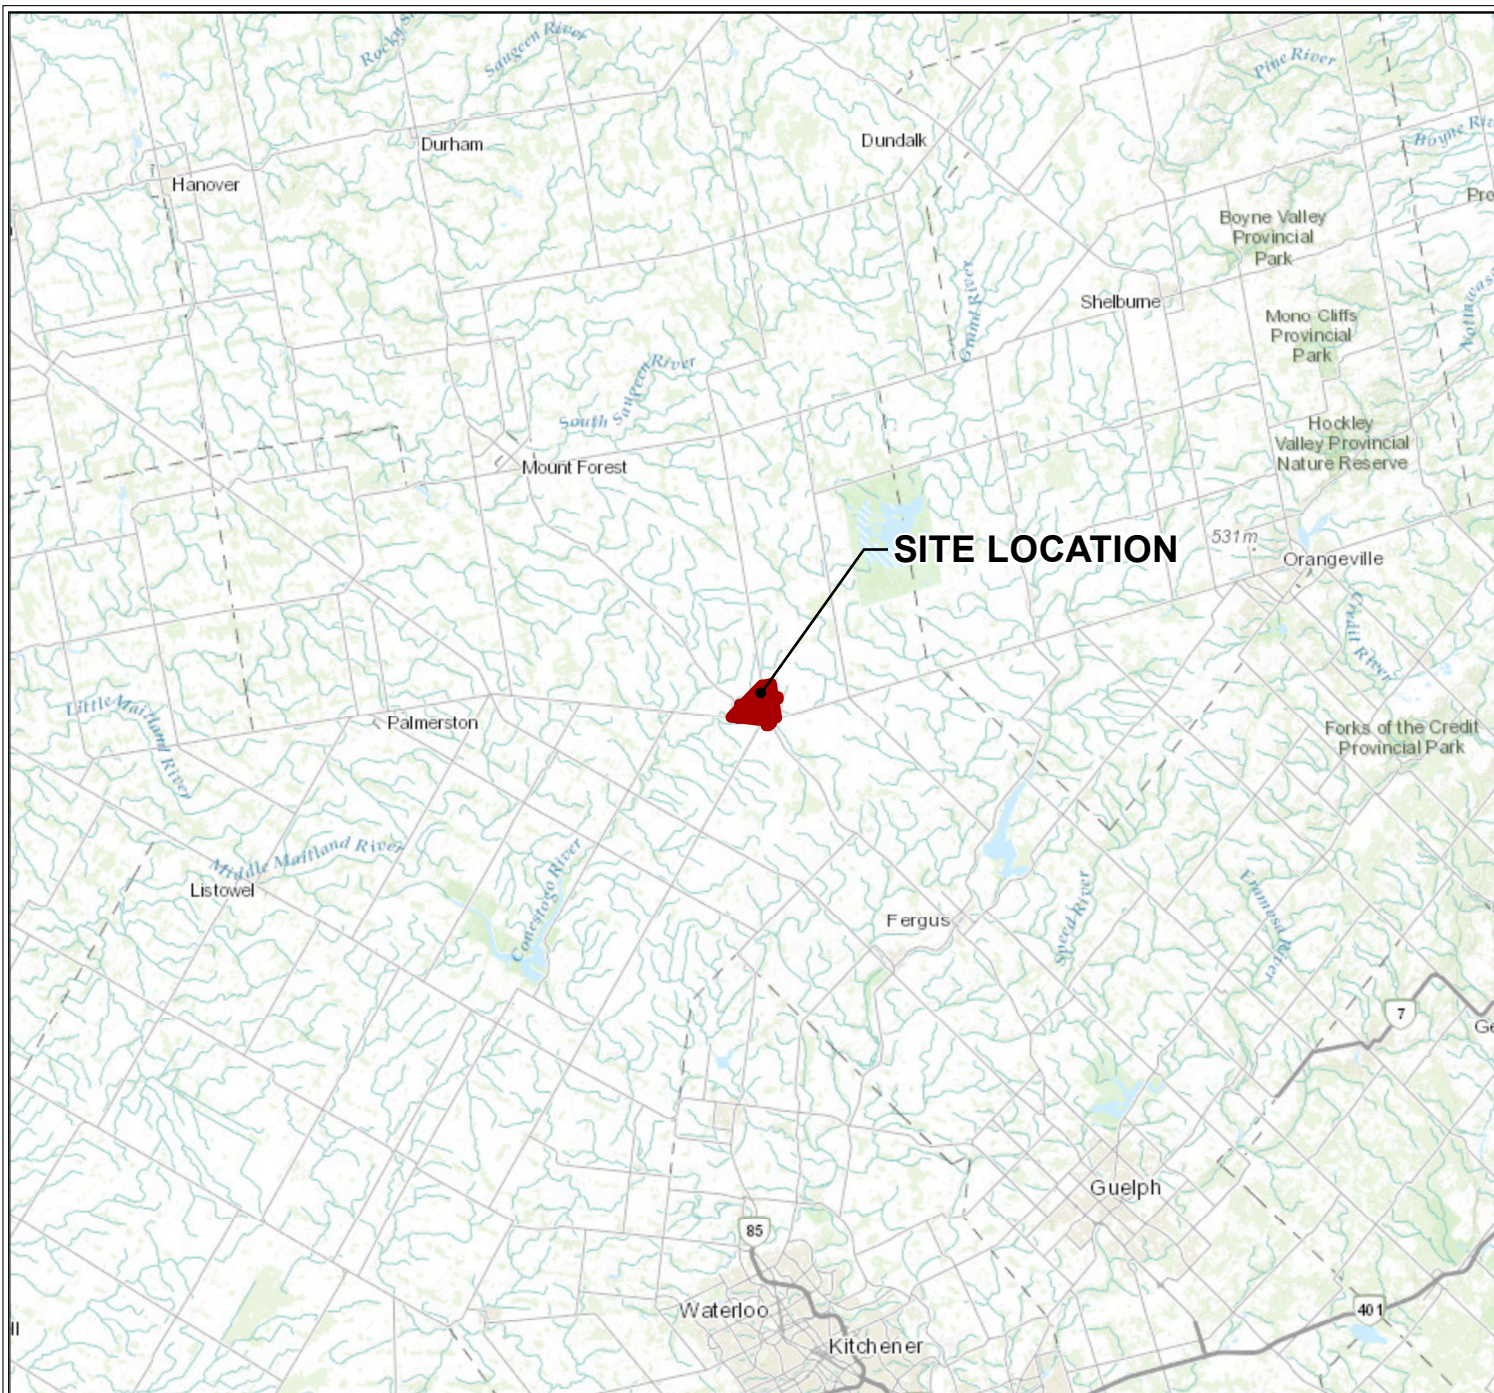 Saugeen River
Pine River
Durham
Dundalk
Hanover
Boyne Valley
Provincial
Park
Grand River
Shelburne
Mono Cliffs
Provincial
Park
South Saugeen River
Hockley
Valley Provincial
Nature Reserve
Mount Forest
531m
SITE LOCATION
Orangeville
Credit River
Little Maitland River
Palmerston
Forks of the Credit
Provincial Park
Middle Maitland River
Listowel
Conestogo River
Fergus
Speed River
Eramosa River
7
Guelph
85
Waterloo
401
Kitchener